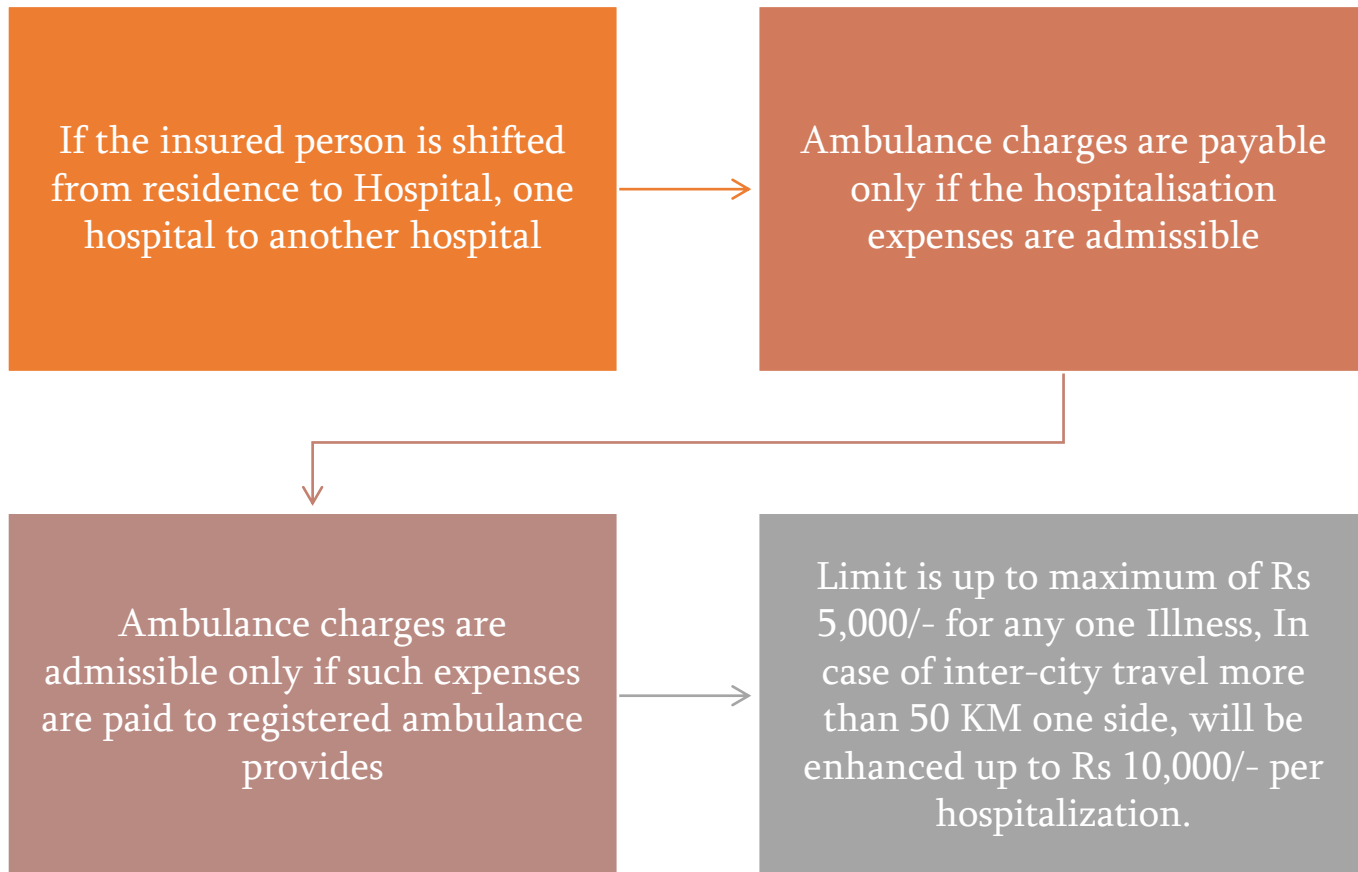 If the insured person is shifted
from residence to Hospital, one
hospital to another hospital
Ambulance charges are payable
only if the hospitalisation
expenses are admissible
Ambulance charges are
admissible only if such expenses
are paid to registered ambulance
provides
Limit is up to maximum of Rs
5,000/- for any one Illness, In
case of inter-city travel more
than 50 KM one side, will be
enhanced up to Rs 10,000/- per
hospitalization.